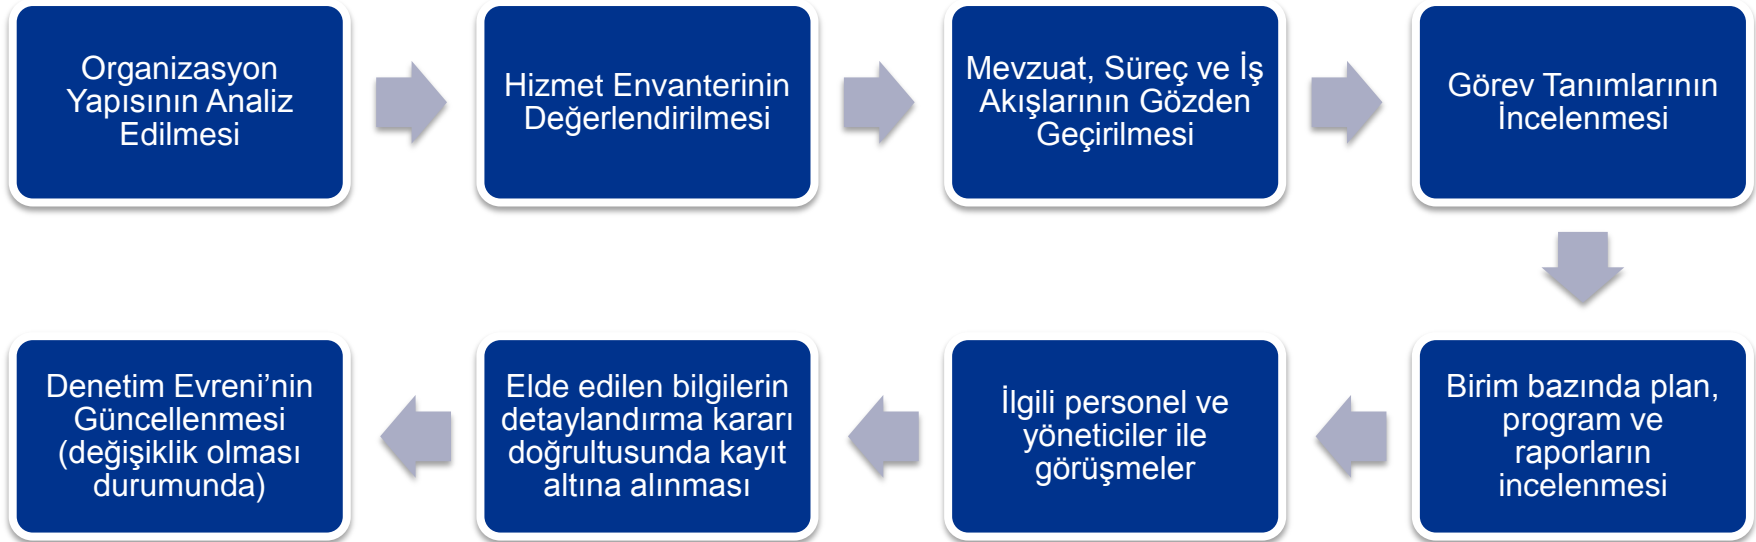 Organizasyon
Yapısının Analiz
Edilmesi
Hizmet Envanterinin
Değerlendirilmesi
Mevzuat, Süreç ve İş
Akışlarının Gözden
Geçirilmesi
Görev Tanımlarının
İncelenmesi
Birim bazında plan,
program ve
raporların
incelenmesi
İlgili personel ve
yöneticiler ile
görüşmeler
Elde edilen bilgilerin
detaylandırma kararı
doğrultusunda kayıt
altına alınması
Denetim Evreni’nin
Güncellenmesi
(değişiklik olması
durumunda)